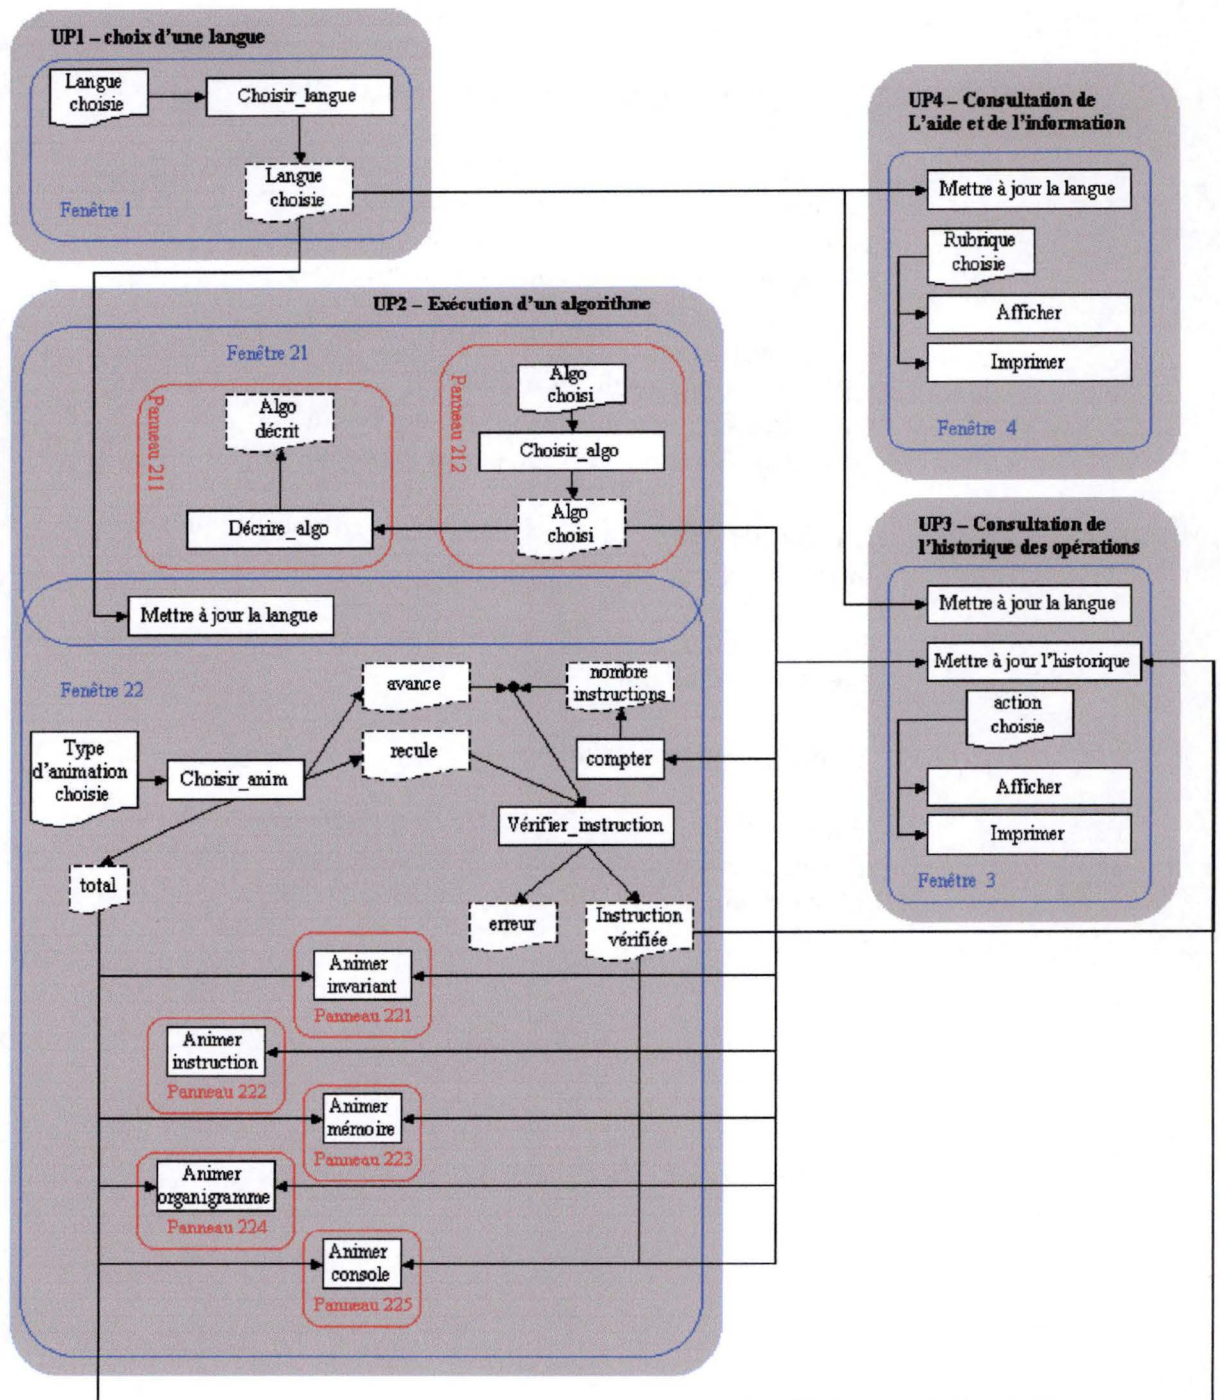 UP1 – choix d'une langue
Langue
choisie
Choisir_langue
Langue
choisie
Fenêtre 1
UP4 – Consultation de
L'aide et de l'information
Mettre à jour la langue
Rubrique
choisie
Afficher
Imprimer
Fenêtre 4
UP2 – Exécution d'un algorithme
Fenêtre 21
Panneau 211
Algo
décrit
Décrire_algo
Panneau 212
Algo
choisi
Choisir_algo
Algo
choisi
Mettre à jour la langue
UP3 – Consultation de
l'historique des opérations
Mettre à jour la langue
Mettre à jour l'historique
action
choisie
Afficher
Imprimer
Fenêtre 3
Fenêtre 22
avance
nombre
instructions
Type
d'animation
choisie
Choisir_anim
recule
compter
Vérifier_instruction
total
erreur
Instruction
vérifiée
Animer
invariant
Panneau 221
Animer
instruction
Panneau 222
Animer
mémoire
Panneau 223
Animer
organigramme
Panneau 224
Animer
console
Panneau 225